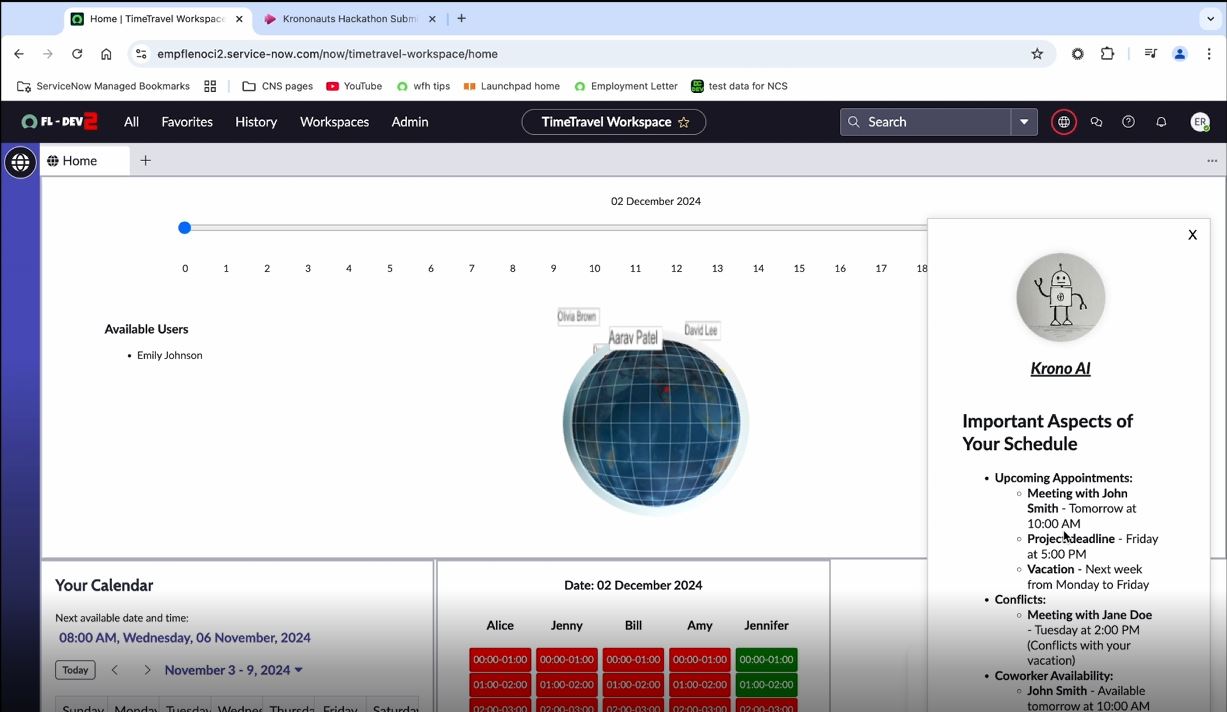 Home | TimeTravel Workspace
Krononauts Hackathon Subm
empflenoci2.service-now.com/now/timetravel-workspace/home
ServiceNow Managed Bookmarks
CNS pages
YouTube
wfh tips
Launchpad home
Employment Letter
test data for NCS
FL - DEV 2
All
Favorites
History
Workspaces
Admin
TimeTravel Workspace
Search
ER
Home
02 December 2024
0 1 2 3 4 5 6 7 8 9 10 11 12 13 14 15 16 17 18
Available Users
• Emily Johnson
Olivia Brown
Aarav Patel
David Lee
X
Krono AI
Important Aspects of
Your Schedule
• Upcoming Appointments:
Meeting with John
Smith - Tomorrow at
10:00 AM
Project deadline - Friday
at 5:00 PM
Vacation - Next week
from Monday to Friday
• Conflicts:
Meeting with Jane Doe
- Tuesday at 2:00 PM
(Conflicts with your
vacation)
• Coworker Availability:
John Smith - Available
tomorrow at 10:00 AM
Your Calendar
Next available date and time:
08:00 AM, Wednesday, 06 November, 2024
Today
November 3 - 9, 2024
Sunday Monday Tuesday Wednes Thursda Friday Saturda
Date: 02 December 2024
Alice Jenny Bill Amy Jennifer
00:00-01:00 00:00-01:00 00:00-01:00 00:00-01:00 00:00-01:00
01:00-02:00 01:00-02:00 01:00-02:00 01:00-02:00 01:00-02:00
02:00-03:00 02:00-03:00 02:00-03:00 02:00-03:00 02:00-03:00